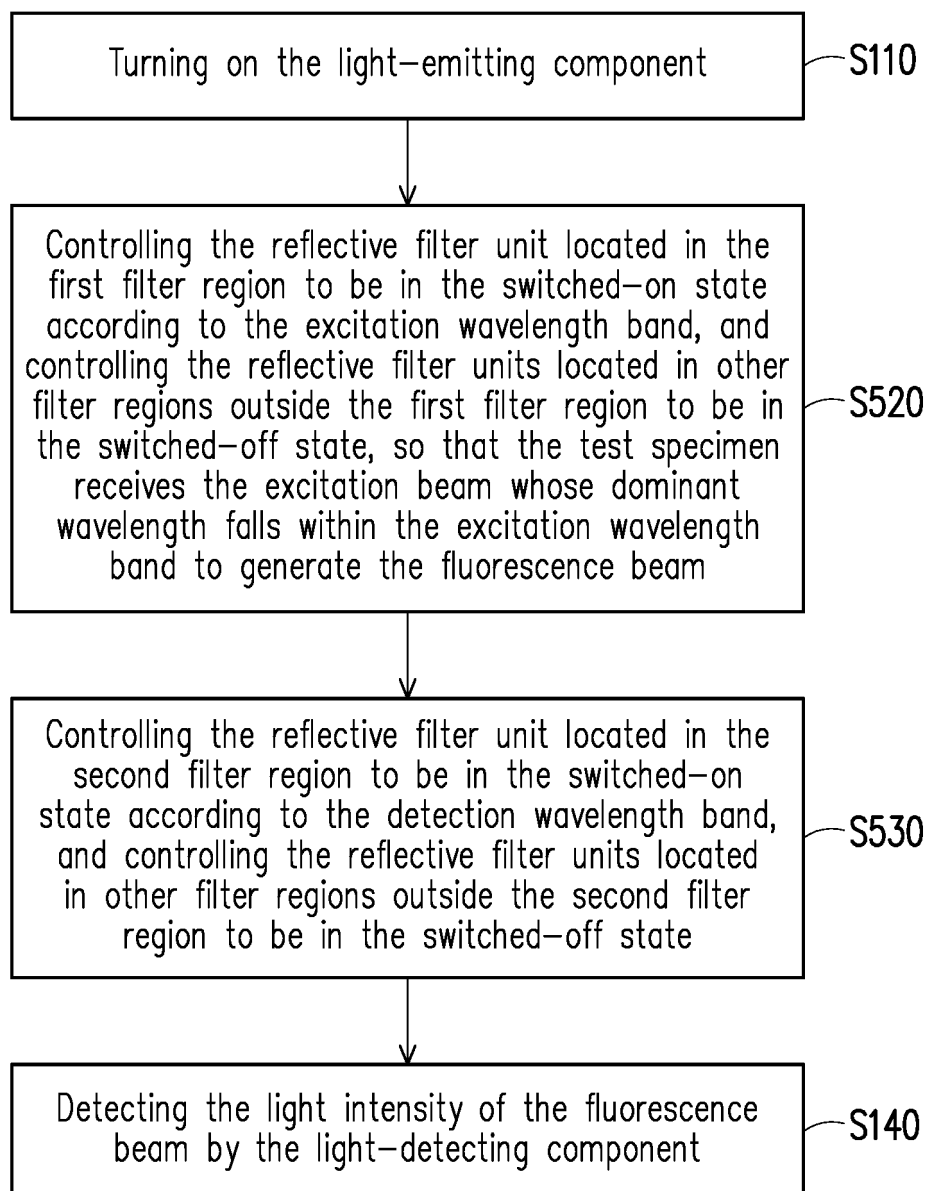 Turning on the light-emitting component
S110
Controlling the reflective filter unit located in the
first filter region to be in the switched-on state
according to the excitation wavelength band, and
controlling the reflective filter units located in other
filter regions outside the first filter region to be in
the switched-off state, so that the test specimen
receives the excitation beam whose dominant
wavelength falls within the excitation wavelength
band to generate the fluorescence beam
S520
Controlling the reflective filter unit located in the
second filter region to be in the switched-on
state according to the detection wavelength band,
and controlling the reflective filter units located
in other filter regions outside the second filter
region to be in the switched-off state
S530
Detecting the light intensity of the fluorescence
beam by the light-detecting component
S140